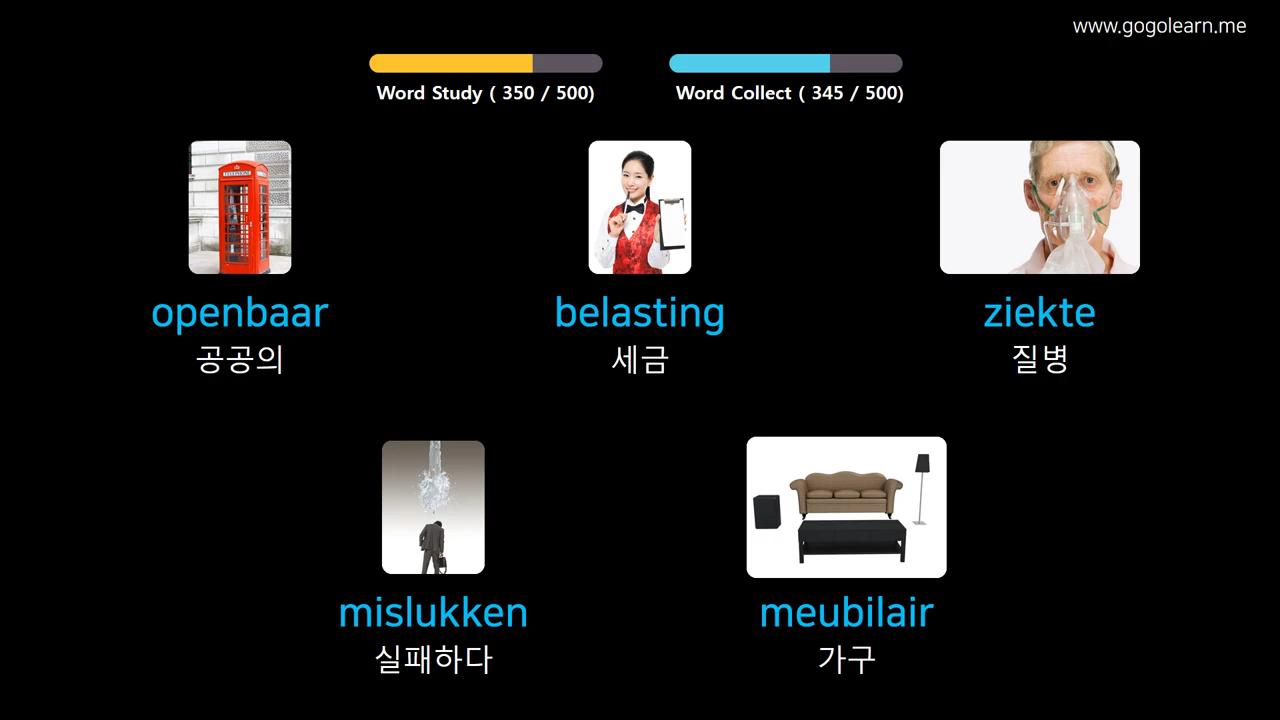 www.gogolearn.me
Word Study ( 350 / 500)
Word Collect ( 345 / 500)
TELEPHONE
openbaar
공공의
belasting
세금
ziekte
질병
mislukken
실패하다
meubilair
가구